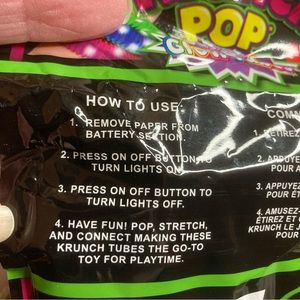 POP
HOW TO USE:
1. REMOVE PAPER FROM
BATTERY SECTION.
2. PRESS ON OFF BUTTON TO
TURN LIGHTS ON.
3. PRESS ON OFF BUTTON TO
TURN LIGHTS OFF.
4. HAVE FUN! POP, STRETCH,
AND CONNECT MAKING THESE
KRUNCH TUBES THE GO-TO
TOY FOR PLAYTIME.
COMM
1.
2. APPUYE
POUR A
3. APPUYEZ
POUR ÉT
4. AMUSEZ-
ÉTIREZ ET C
KRUNCH LE J
POUR